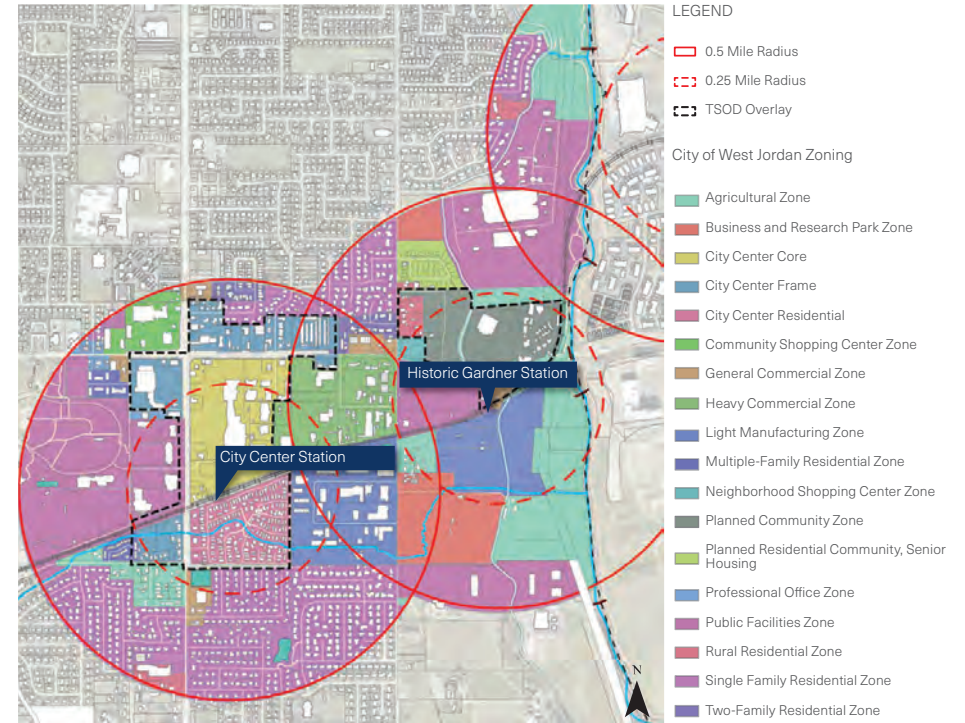 LEGEND
0.5 Mile Radius
0.25 Mile Radius
TSOD Overlay
City of West Jordan Zoning
Agricultural Zone
Business and Research Park Zone
City Center Core
City Center Frame
City Center Residential
Community Shopping Center Zone
General Commercial Zone
Heavy Commercial Zone
Light Manufacturing Zone
Multiple-Family Residential Zone
Neighborhood Shopping Center Zone
Planned Community Zone
Planned Residential Community, Senior
Housing
Professional Office Zone
Public Facilities Zone
Rural Residential Zone
Single Family Residential Zone
Two-Family Residential Zone
Historic Gardner Station
City Center Station
N